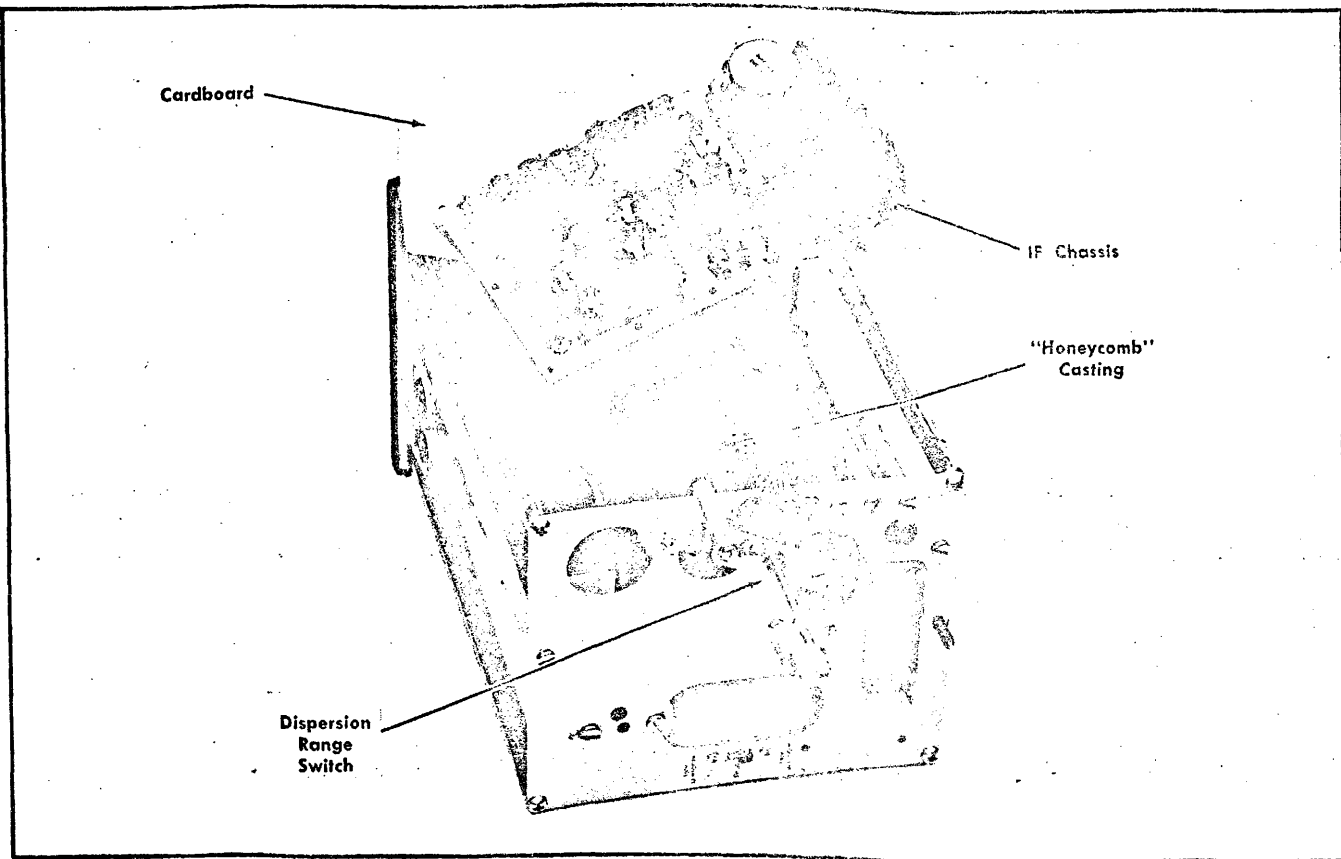 Cardboard
IF Chassis
"Honeycomb"
Casting
Dispersion
Range
Switch